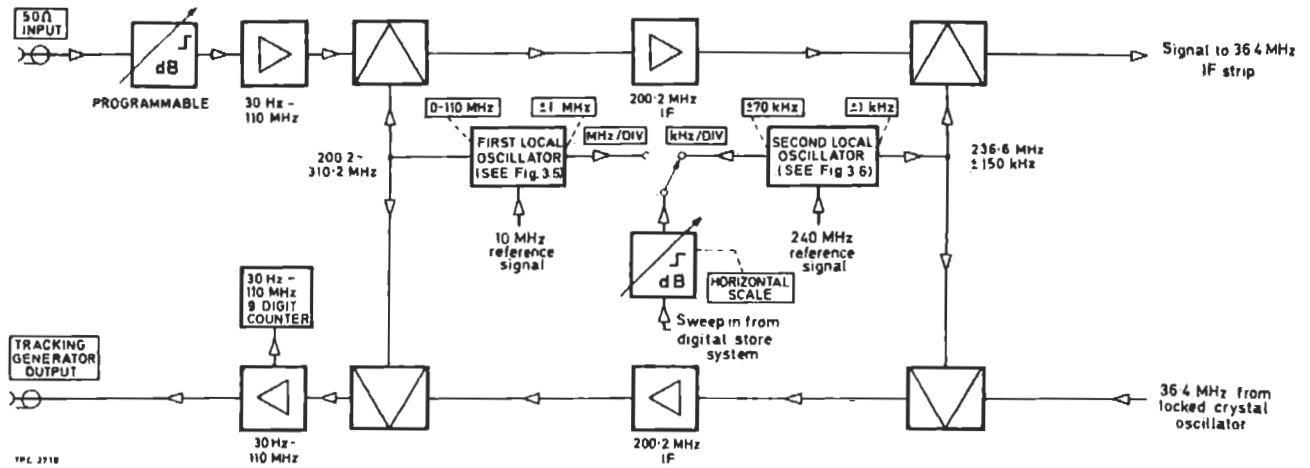 50Ω
INPUT
dB
PROGRAMMABLE
30 Hz-
110 MHz
200·2 MHz
IF
Signal to 36·4 MHz
IF strip
0-110 MHz
±1 MHz
MHz/DIV
kHz/DIV
±70 kHz
±1 kHz
200·2-
310·2 MHz
FIRST LOCAL
OSCILLATOR
(SEE Fig.3.5)
SECOND LOCAL
OSCILLATOR
(SEE Fig 3.6)
236·6 MHz
±150 kHz
10 MHz
reference
signal
240 MHz
reference
signal
dB
HORIZONTAL
SCALE
Sweep in from
digital store
system
30 Hz-
110 MHz
9 DIGIT
COUNTER
TRACKING
GENERATOR
OUTPUT
30Hz-
110 MHz
200·2 MHz
IF
36·4 MHz from
locked crystal
oscillator
TPL 2718